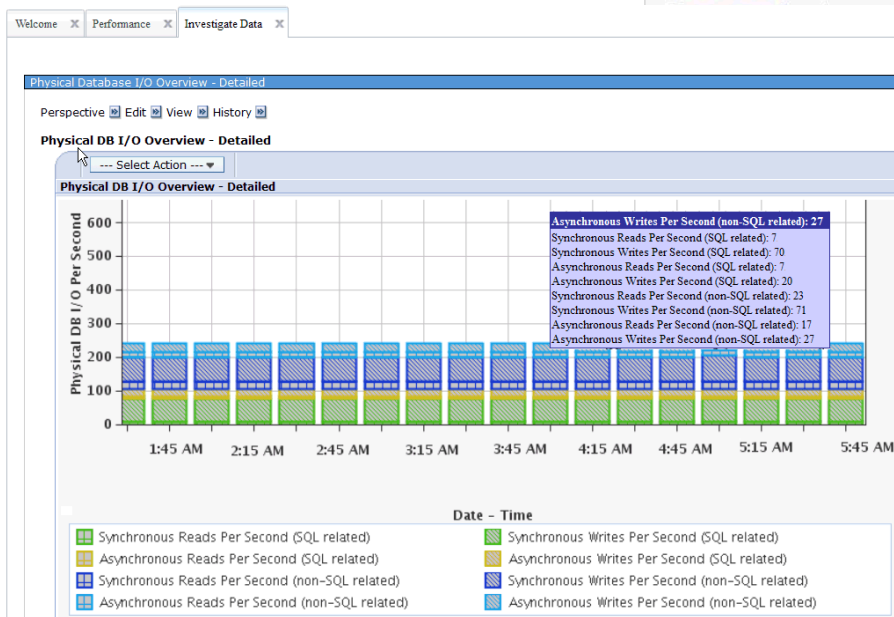 Welcome Performance Investigate Data
Physical Database I/O Overview - Detailed
Perspective Edit View History
Physical DB I/O Overview - Detailed
--- Select Action ---
Physical DB I/O Overview - Detailed
Physical DB I/O Per Second
600
500
400
300
200
100
0
Asynchronous Writes Per Second (non-SQL related): 27
Synchronous Reads Per Second (SQL related): 7
Synchronous Writes Per Second (SQL related): 70
Asynchronous Reads Per Second (SQL related): 7
Asynchronous Writes Per Second (SQL related): 20
Synchronous Reads Per Second (non-SQL related): 23
Synchronous Writes Per Second (non-SQL related): 71
Asynchronous Reads Per Second (non-SQL related): 17
Asynchronous Writes Per Second (non-SQL related): 27
1:45 AM 2:15 AM 2:45 AM 3:15 AM 3:45 AM 4:15 AM 4:45 AM 5:15 AM 5:45 AM
Date - Time
Synchronous Reads Per Second (SQL related) Synchronous Writes Per Second (SQL related)
Asynchronous Reads Per Second (SQL related) Asynchronous Writes Per Second (SQL related)
Synchronous Reads Per Second (non-SQL related) Synchronous Writes Per Second (non-SQL related)
Asynchronous Reads Per Second (non-SQL related) Asynchronous Writes Per Second (non-SQL related)